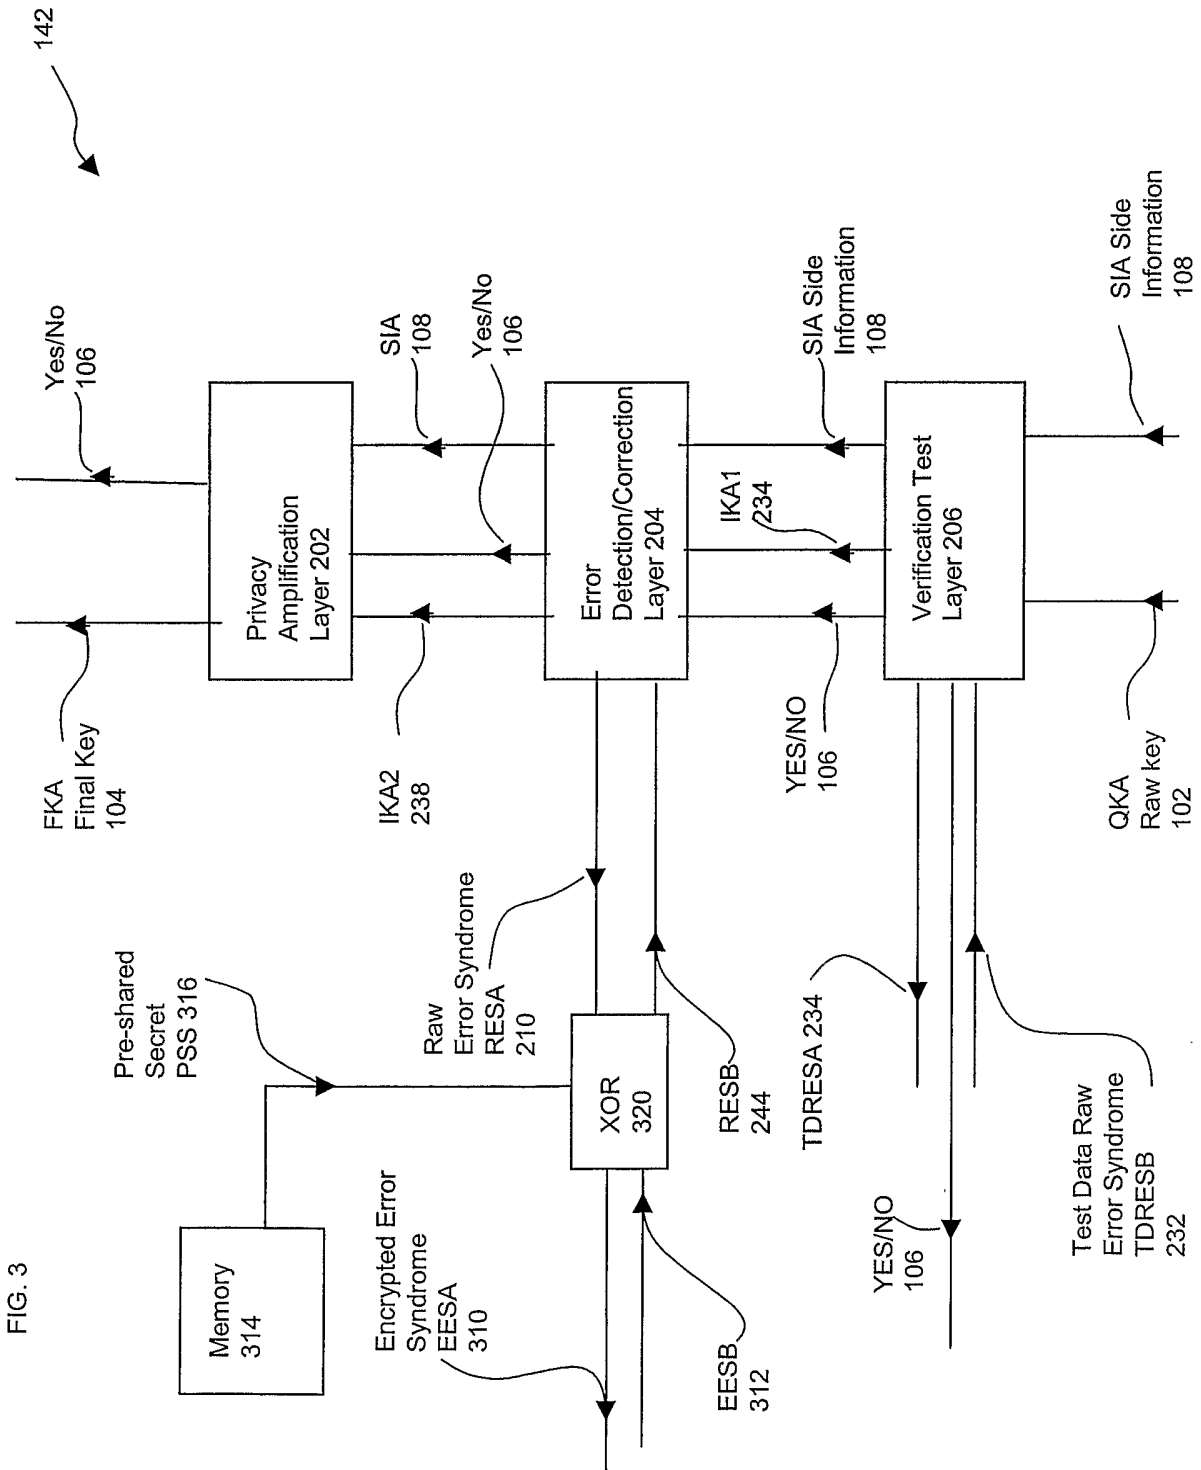 FIG. 3
142
Yes/No
106
FKA
Final Key
104
Privacy
Amplification
Layer 202
SIA
108
Yes/No
106
IKA2
238
Pre-shared
Secret
PSS 316
Memory
314
Error
Detection/Correction
Layer 204
Raw
Error Syndrome
RESA
210
XOR
320
Encrypted Error
Syndrome
EESA
310
EESB
312
RESB
244
SIA Side
Information
108
IKA1
234
YES/NO
106
Verification Test
Layer 206
TDRESA 234
YES/NO
106
Test Data Raw
Error Syndrome
TDRESB
232
SIA Side
Information
108
QKA
Raw key
102